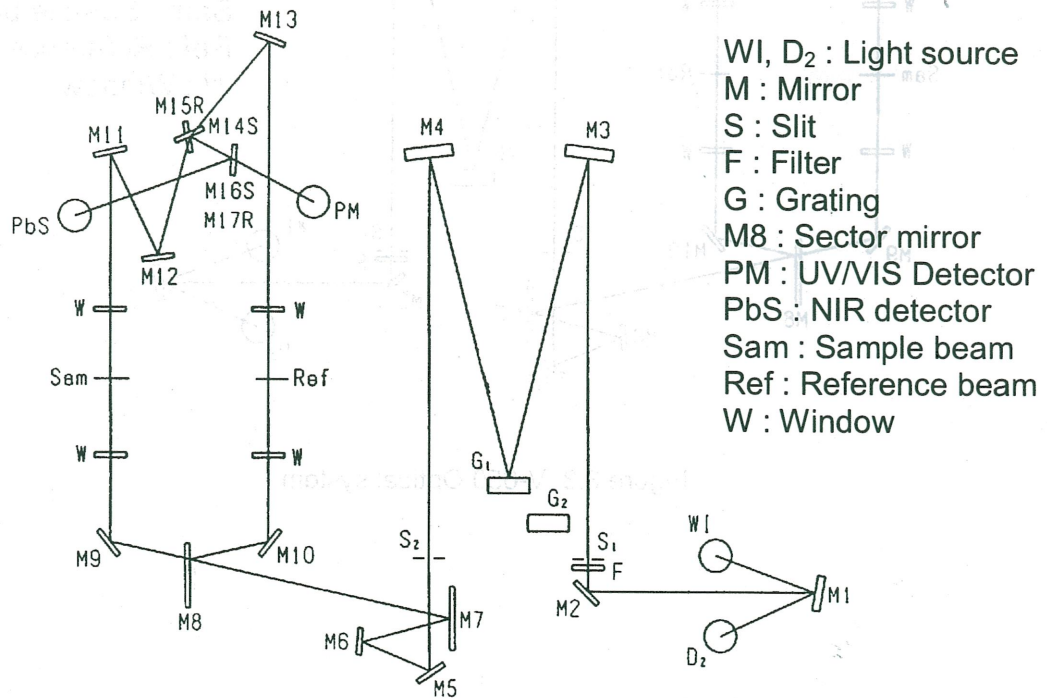 M13
WI, D₂ : Light source
M : Mirror
S : Slit
F : Filter
G : Grating
M8 : Sector mirror
PM : UV/VIS Detector
PbS : NIR detector
Sam : Sample beam
Ref : Reference beam
W : Window
M15R
M14S
M11
M4
M3
M16S
M17R
PbS
PM
M12
W
W
Sam
Ref
W
W
G₁
G₂
S₂
S₁
F
WI
M9
M10
M2
M1
M8
M7
M6
D₂
M5